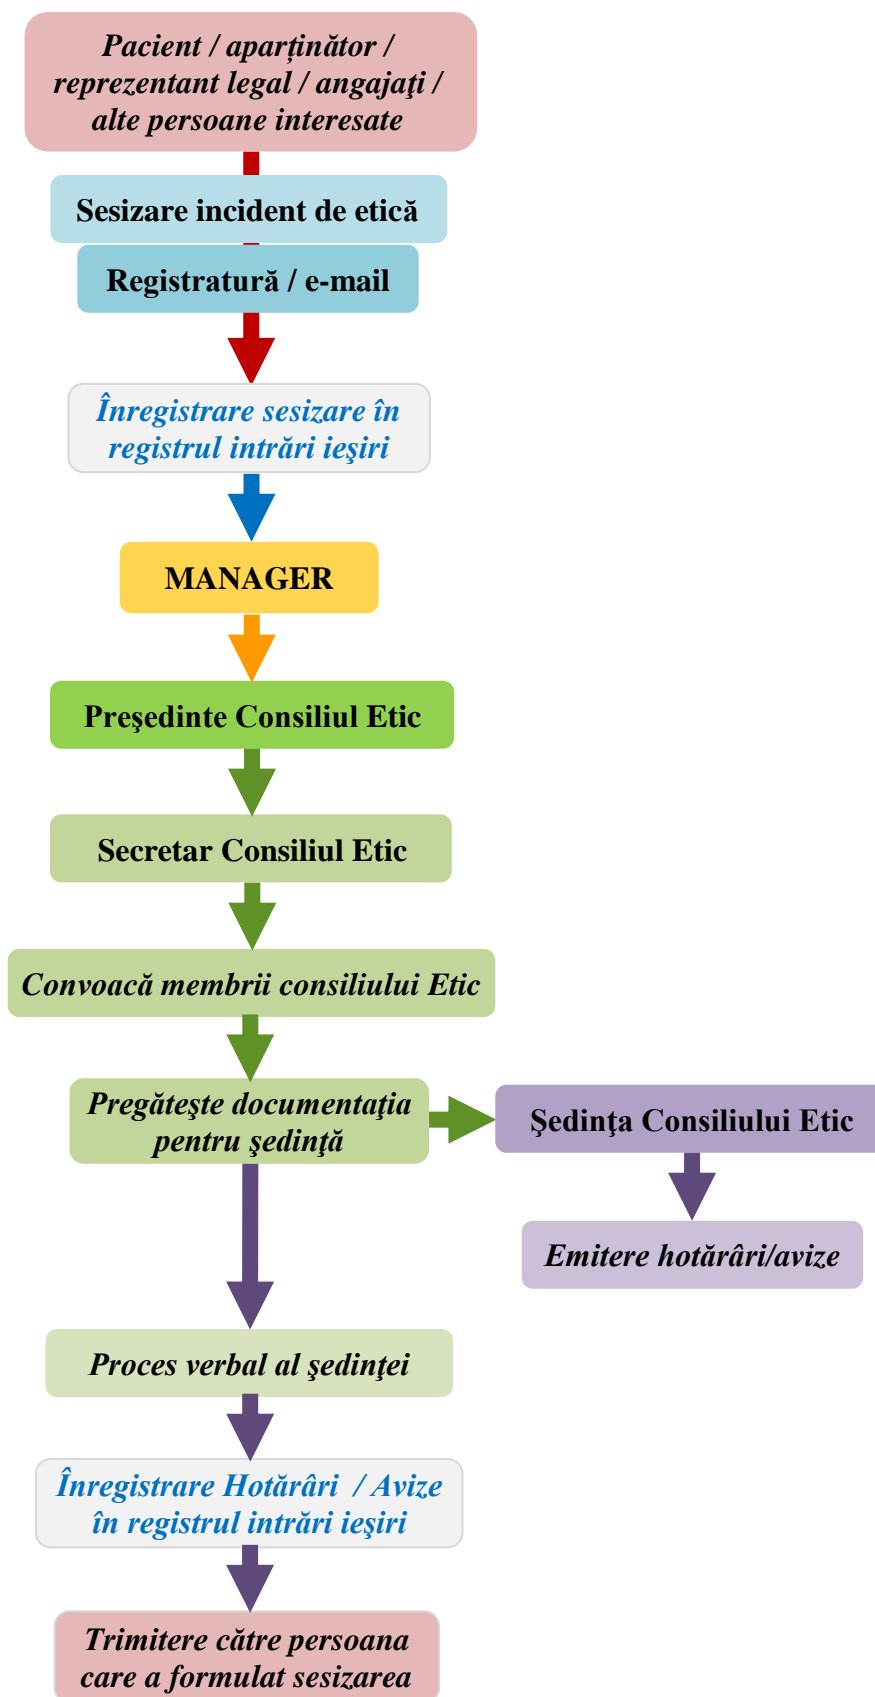 Pacient / aparținător /
reprezentant legal / angajaţi /
alte persoane interesate
Sesizare incident de etică
Registratură / e-mail
Înregistrare sesizare în
registrul intrări ieşiri
MANAGER
Preşedinte Consiliul Etic
Secretar Consiliul Etic
Convoacă membrii consiliului Etic
Pregăteşte documentaţia
pentru şedinţă
Şedinţa Consiliului Etic
Emitere hotărâri/avize
Proces verbal al şedinţei
Înregistrare Hotărâri / Avize
în registrul intrări ieşiri
Trimitere către persoana
care a formulat sesizarea